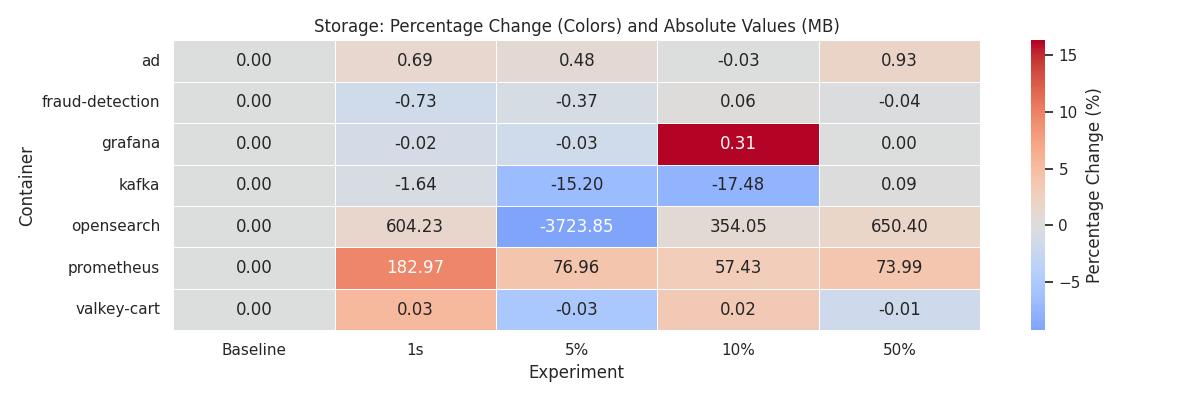 Storage: Percentage Change (Colors) and Absolute Values (MB)
Container
ad 0.00 0.69 0.48 -0.03 0.93
fraud-detection 0.00 -0.73 -0.37 0.06 -0.04
grafana 0.00 -0.02 -0.03 0.31 0.00
kafka 0.00 -1.64 -15.20 -17.48 0.09
opensearch 0.00 604.23 -3723.85 354.05 650.40
prometheus 0.00 182.97 76.96 57.43 73.99
valkey-cart 0.00 0.03 -0.03 0.02 -0.01
Baseline 1s 5% 10% 50%
Experiment
15
10
5
0
−5
Percentage Change (%)